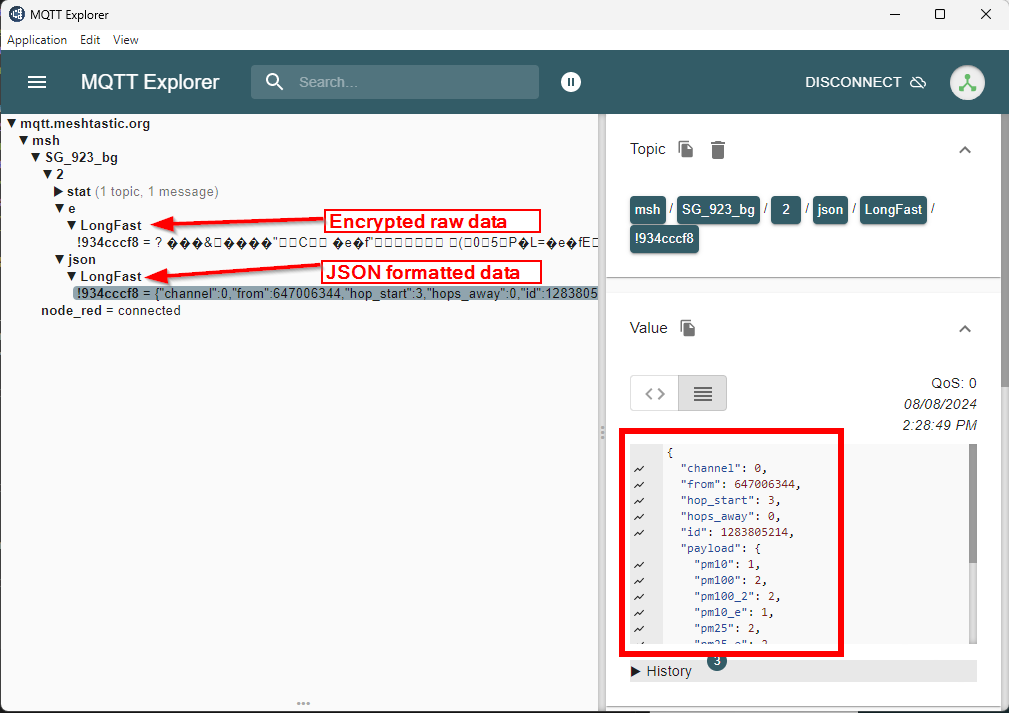 MQTT Explorer
Application Edit View
MQTT Explorer Search... DISCONNECT
▼ mqtt.meshtastic.org
▼ msh
▼ SG_923_bg
▼ 2
▶ stat (1 topic, 1 message)
▼ e
▼ LongFast
Encrypted raw data
!934cccf8 = ? ���&�����"��C�� �e�f"������� �(�0�5�P�L=�e�fE�
▼ json
▼ LongFast
JSON formatted data
!934cccf8 = {"channel":0,"from":647006344,"hop_start":3,"hops_away":0,"id":1283805
node_red = connected
Topic
msh / SG_923_bg / 2 / json / LongFast /
!934cccf8
Value
QoS: 0
08/08/2024
2:28:49 PM
{
"channel": 0,
"from": 647006344,
"hop_start": 3,
"hops_away": 0,
"id": 1283805214,
"payload": {
"pm10": 1,
"pm100": 2,
"pm100_2": 2,
"pm10_e": 1,
"pm25": 2,
▶ History 3